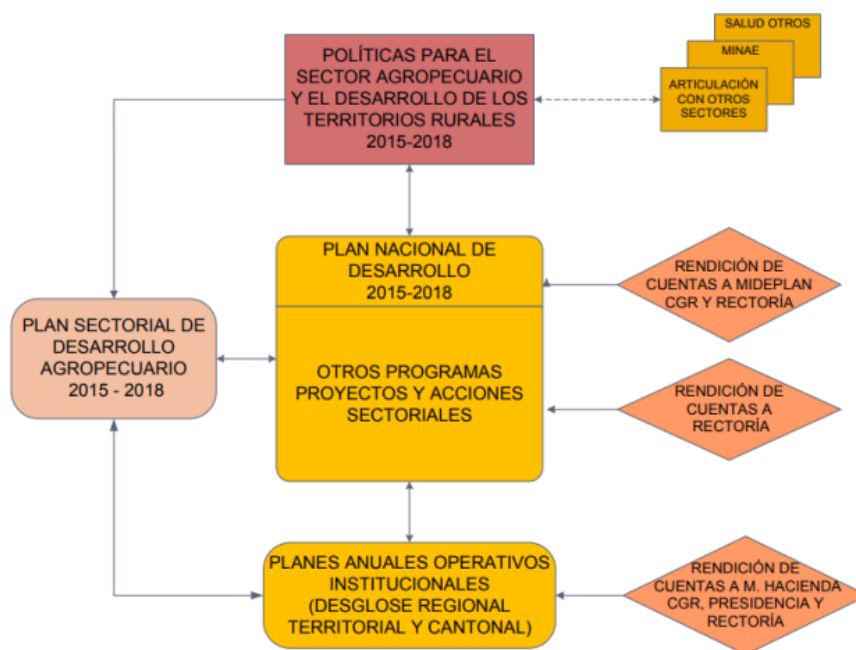 POLÍTICAS PARA EL
SECTOR AGROPECUARIO
Y EL DESARROLLO DE LOS
TERRITORIOS RURALES
2015-2018
SALUD OTROS
MINAE
ARTICULACIÓN
CON OTROS
SECTORES
PLAN NACIONAL DE
DESARROLLO
2015-2018
RENDICIÓN DE
CUENTAS A MIDEPLAN
CGR Y RECTORÍA
PLAN SECTORIAL DE
DESARROLLO
AGROPECUARIO
2015 - 2018
OTROS PROGRAMAS
PROYECTOS Y ACCIONES
SECTORIALES
RENDICIÓN DE
CUENTAS A
RECTORÍA
PLANES ANUALES OPERATIVOS
INSTITUCIONALES
(DESGLOSE REGIONAL
TERRITORIAL Y CANTONAL)
RENDICIÓN DE
CUENTAS A M. HACIENDA
CGR, PRESIDENCIA Y
RECTORÍA